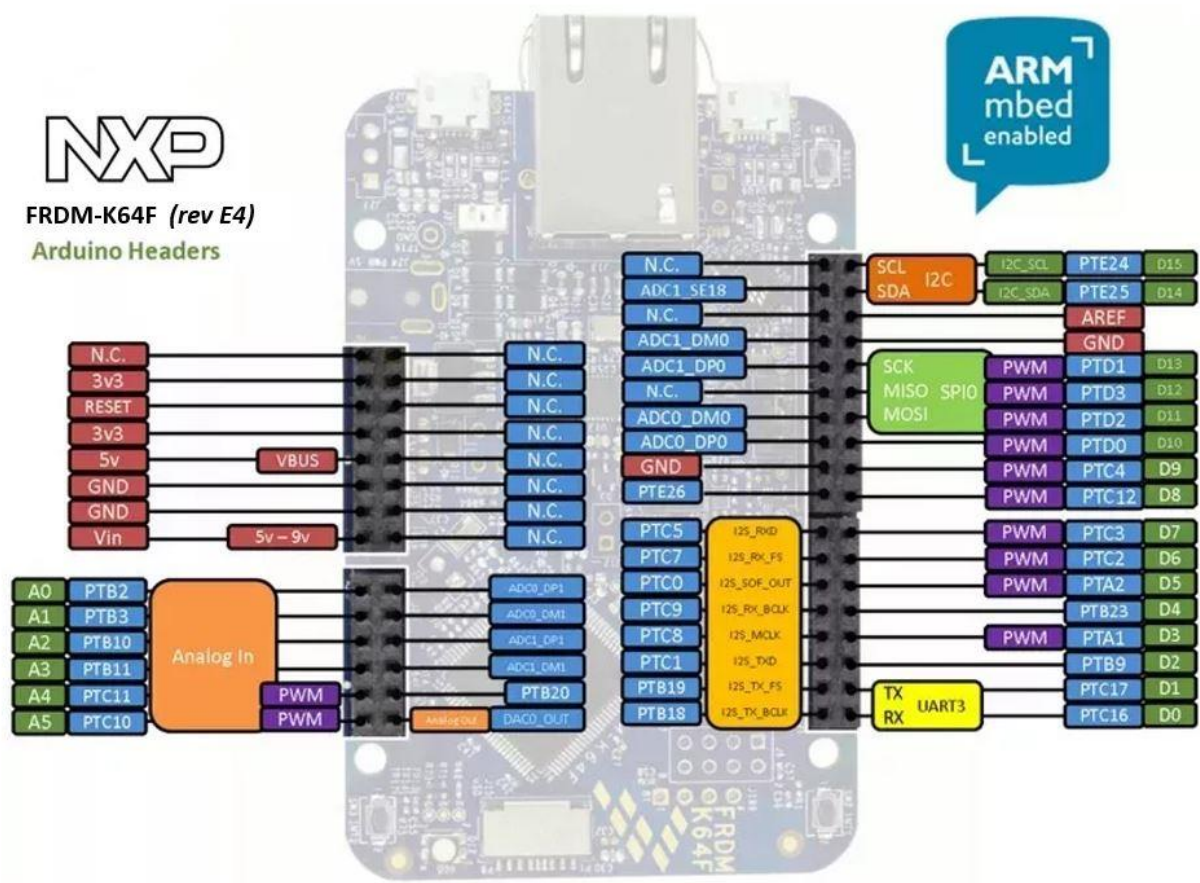 NXP
FRDM-K64F (rev E4)
Arduino Headers
ARM
mbed
enabled
N.C. SCL I2C I2C_SCL PTE24 D15
ADC1_SE18 SDA I2C_SDA PTE25 D14
N.C. AREF
ADC1_DM0 GND
ADC1_DP0 SCK PWM PTD1 D13
N.C. MISO SPI0 PWM PTD3 D12
ADC0_DM0 MOSI PWM PTD2 D11
ADC0_DP0 PWM PTD0 D10
GND PWM PTC4 D9
PTE26 PWM PTC12 D8
N.C. N.C.
3v3 N.C.
RESET N.C.
3v3 N.C.
5v VBUS N.C.
GND N.C.
GND N.C.
Vin 5v – 9v N.C.
PTC5 I2S_RXD PWM PTC3 D7
PTC7 I2S_RX_FS PWM PTC2 D6
PTC0 I2S_SOF_OUT PWM PTA2 D5
PTC9 I2S_RX_BCLK PTB23 D4
PTC8 I2S_MCLK PWM PTA1 D3
PTC1 I2S_TXD PTB9 D2
PTB19 I2S_TX_FS TX UART3 PTC17 D1
PTB18 I2S_TX_BCLK RX PTC16 D0
A0 PTB2 ADC0_DP1
A1 PTB3 ADC0_DM1
A2 PTB10 Analog In ADC1_DP1
A3 PTB11 ADC1_DM1
A4 PTC11 PWM PTB20
A5 PTC10 PWM Analog Out DAC0_OUT
FRDM
K64F